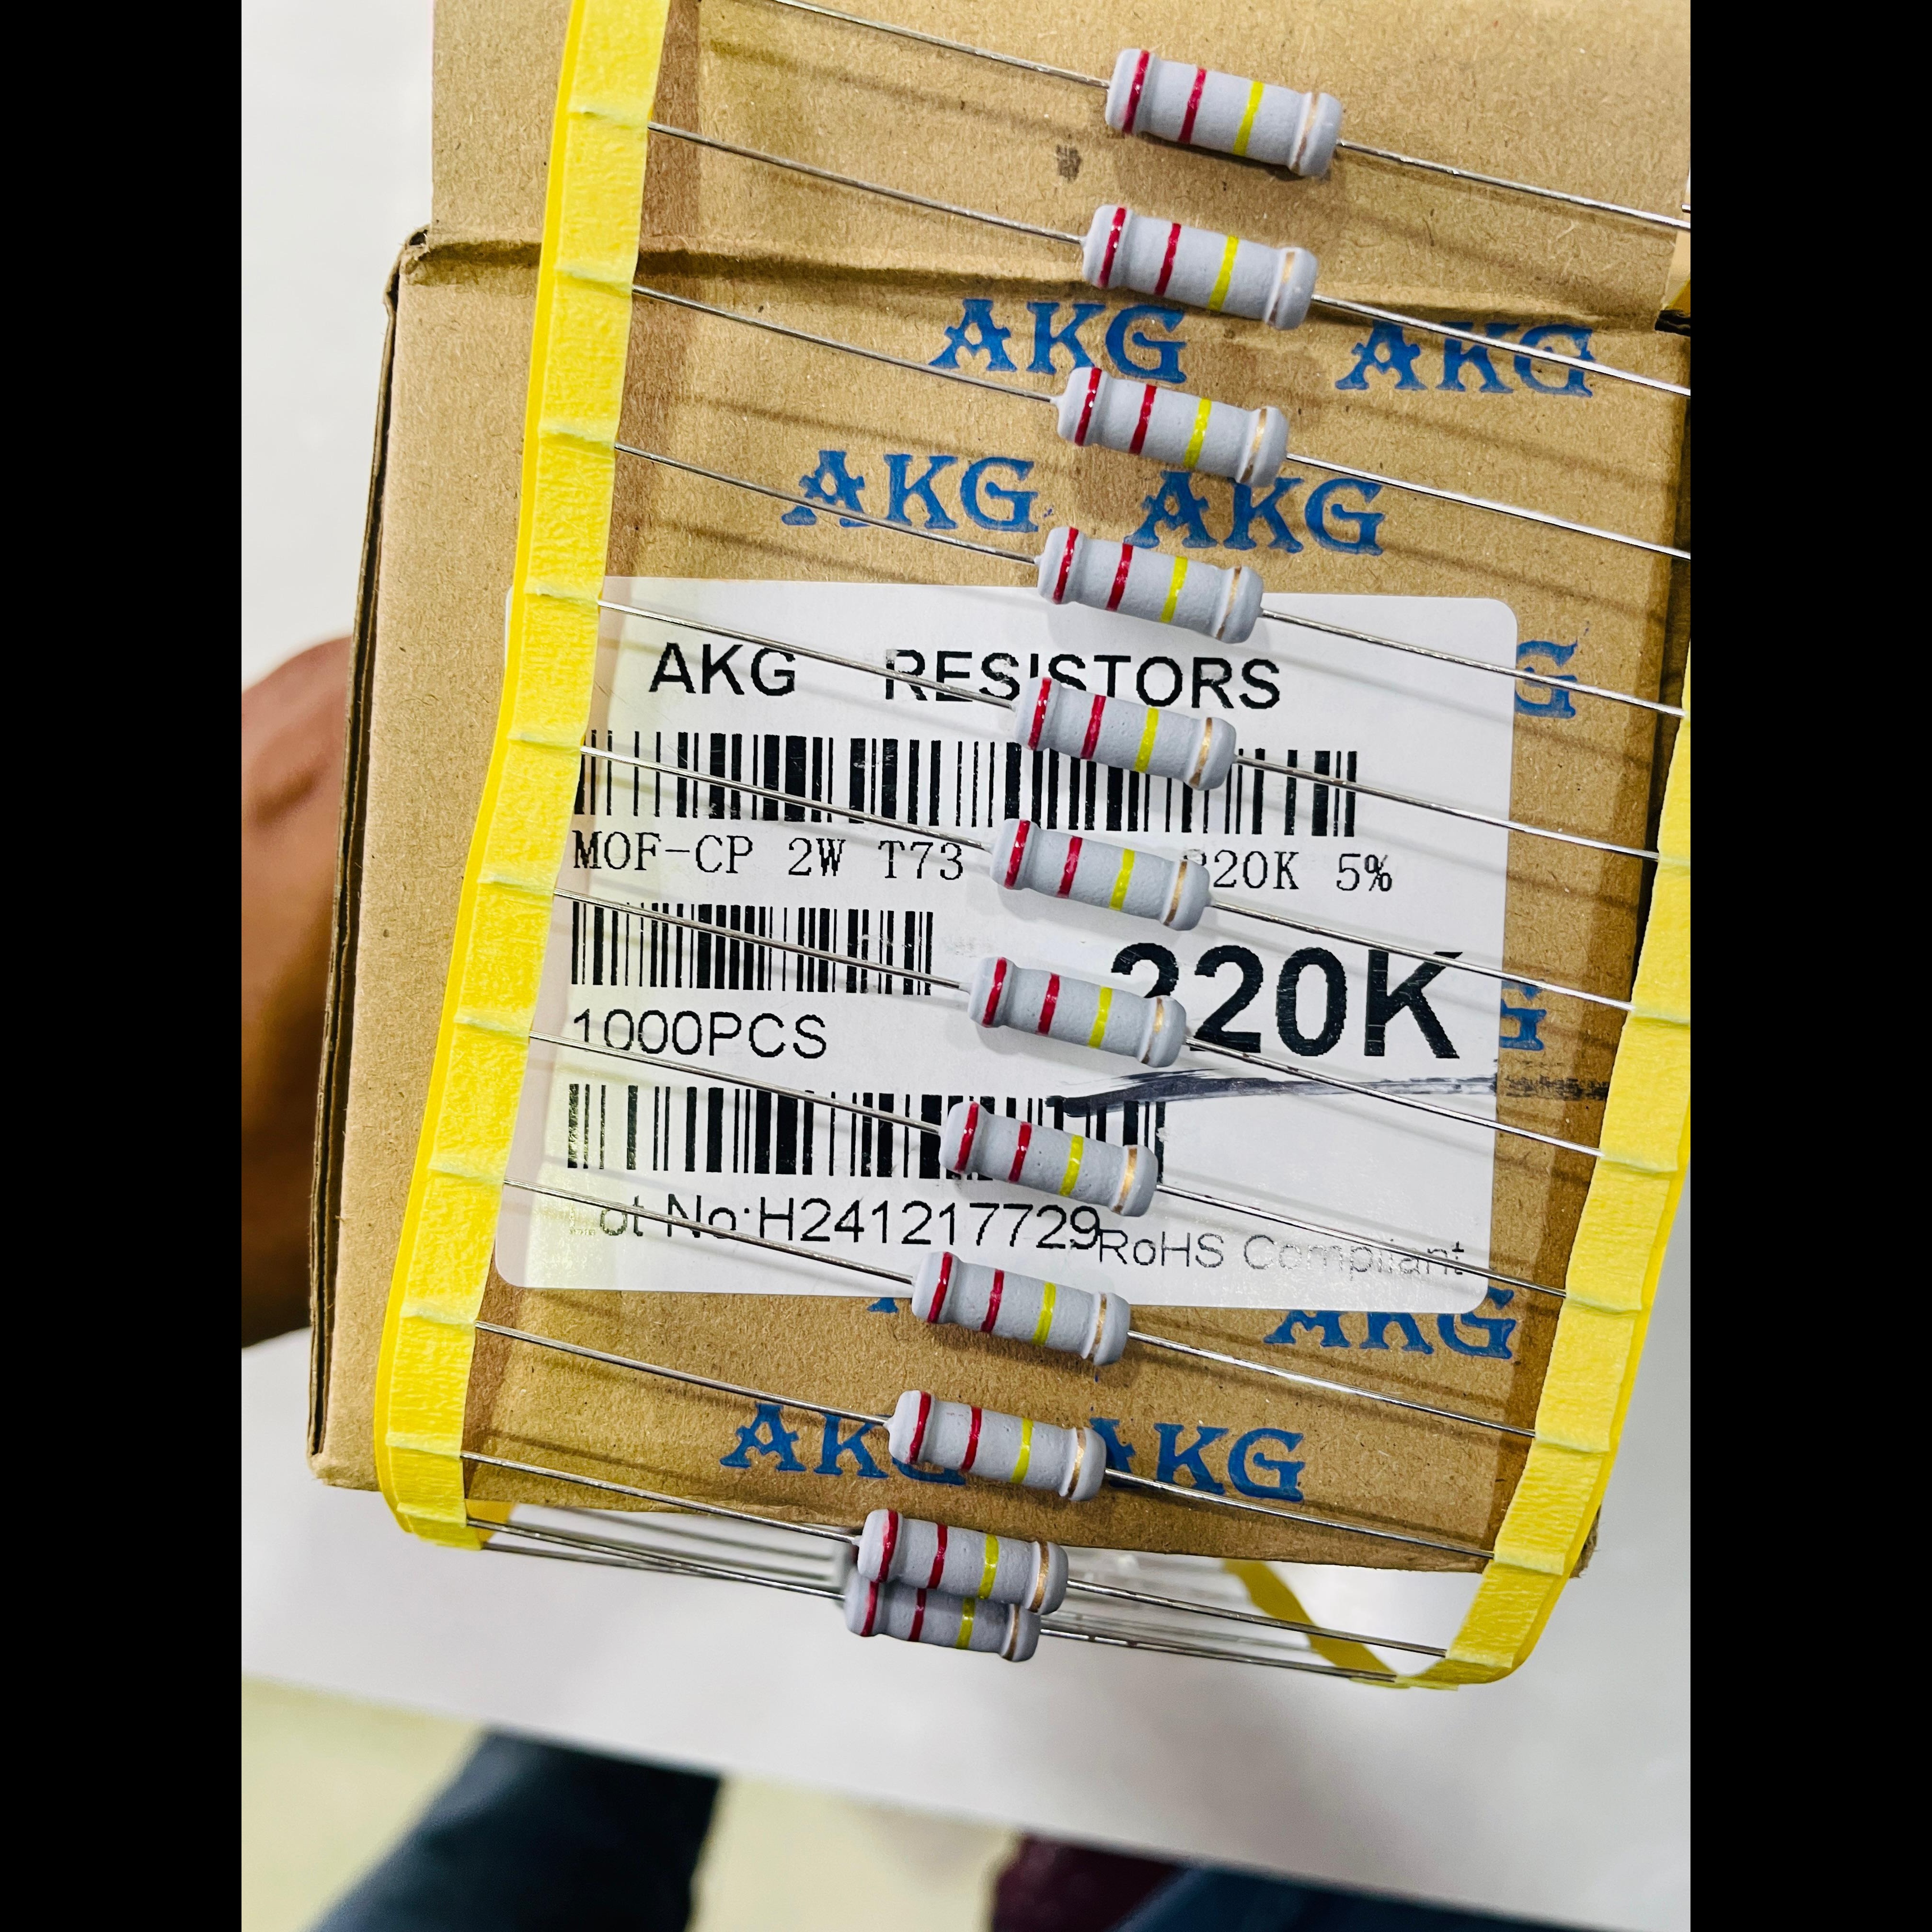 AKG AKG
AKG AKG
AKG RESISTORS
G
MOF-CP 2W T73 220K 5%
220K
G
1000PCS
Lot No:H241217729
RoHS Compliant
AKG
AKG AKG